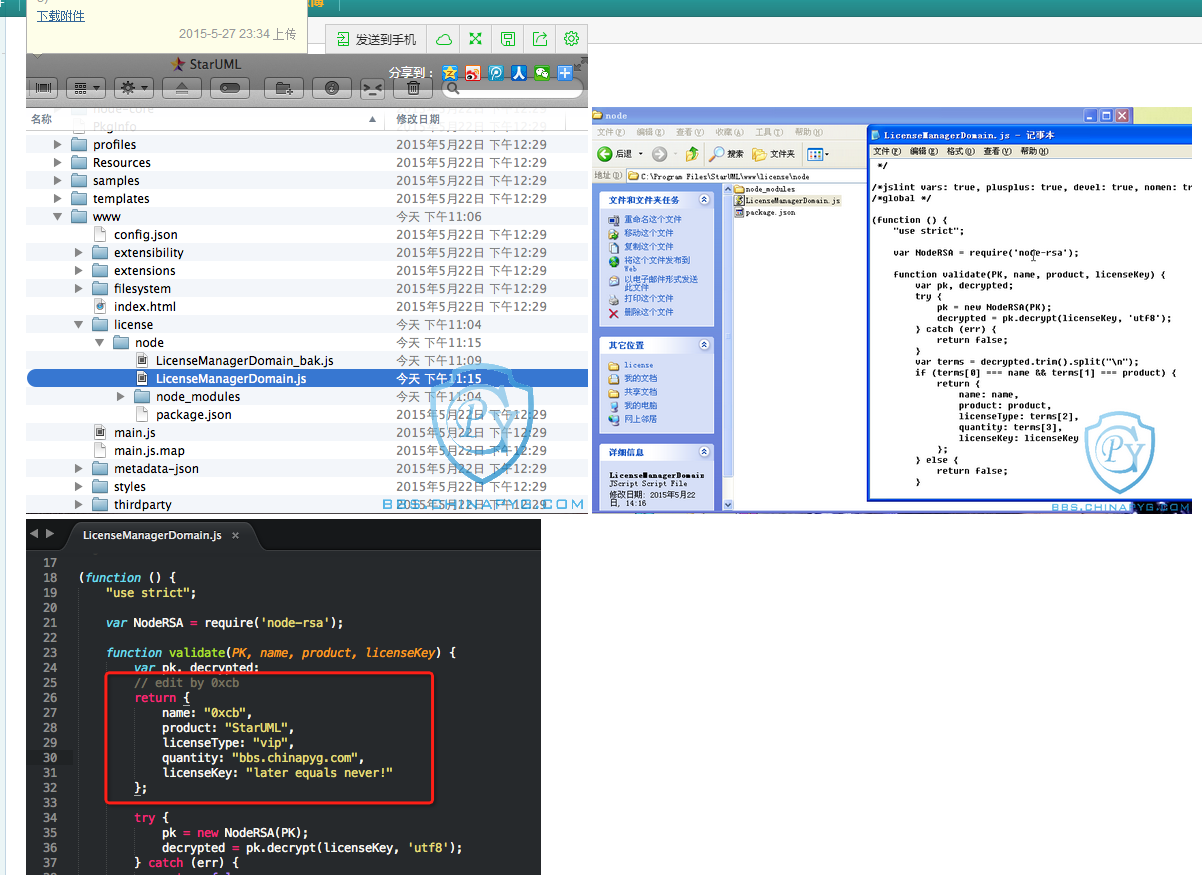 下载附件
2015-5-27 23:34 上传
发送到手机
StarUML
分享到：
名称 修改日期
profiles 2015年5月22日 下午12:29
Resources 2015年5月22日 下午12:29
samples 2015年5月22日 下午12:29
templates 2015年5月22日 下午12:29
www 今天 下午11:06
config.json 2015年5月22日 下午12:29
extensibility 2015年5月22日 下午12:29
extensions 2015年5月22日 下午12:29
filesystem 2015年5月22日 下午12:29
index.html 2015年5月22日 下午12:29
license 今天 下午11:04
node 今天 下午11:15
LicenseManagerDomain_bak.js 今天 下午11:09
LicenseManagerDomain.js 今天 下午11:15
node_modules 今天 下午11:04
package.json 2015年5月22日 下午12:29
main.js 2015年5月22日 下午12:29
main.js.map 2015年5月22日 下午12:29
metadata-json 2015年5月22日 下午12:29
styles 2015年5月22日 下午12:29
thirdparty 2015年5月22日 下午12:29
PY
BBS.CHINAPYG.COM
node
文件(F) 编辑(E) 查看(V) 收藏(A) 工具(T) 帮助(H)
后退 搜索 文件夹
地址(D) C:\Program Files\StarUML\www\license\node
文件和文件夹任务
重命名这个文件
移动这个文件
复制这个文件
将这个文件发布到
Web
以电子邮件形式发送
此文件
打印这个文件
删除这个文件
其它位置
license
我的文档
共享文档
我的电脑
网上邻居
详细信息
LicenseManagerDomain
JScript Script File
修改日期: 2015年5月22
日, 14:16
node_modules
LicenseManagerDomain.js
package.json
LicenseManagerDomain.js - 记事本
文件(F) 编辑(E) 格式(O) 查看(V) 帮助(H)
*/
/*jslint vars: true, plusplus: true, devel: true, nomen: tr
/*global */
(function () {
"use strict";
var NodeRSA = require('node-rsa');
function validate(PK, name, product, licenseKey) {
var pk, decrypted;
try {
pk = new NodeRSA(PK);
decrypted = pk.decrypt(licenseKey, 'utf8');
} catch (err) {
return false;
}
var terms = decrypted.trim().split("\n");
if (terms[0] === name && terms[1] === product) {
return {
name: name,
product: product,
licenseType: terms[2],
quantity: terms[3],
licenseKey: licenseKey
};
} else {
return false;
}
PY
BBS.CHINAPYG.COM
LicenseManagerDomain.js ×
17
18 (function () {
19 "use strict";
20
21 var NodeRSA = require('node-rsa');
22
23 function validate(PK, name, product, licenseKey) {
24 var pk, decrypted;
25 // edit by 0xcb
26 return {
27 name: "0xcb",
28 product: "StarUML",
29 licenseType: "vip",
30 quantity: "bbs.chinapyg.com",
31 licenseKey: "later equals never!"
32 };
33
34 try {
35 pk = new NodeRSA(PK);
36 decrypted = pk.decrypt(licenseKey, 'utf8');
37 } catch (err) {